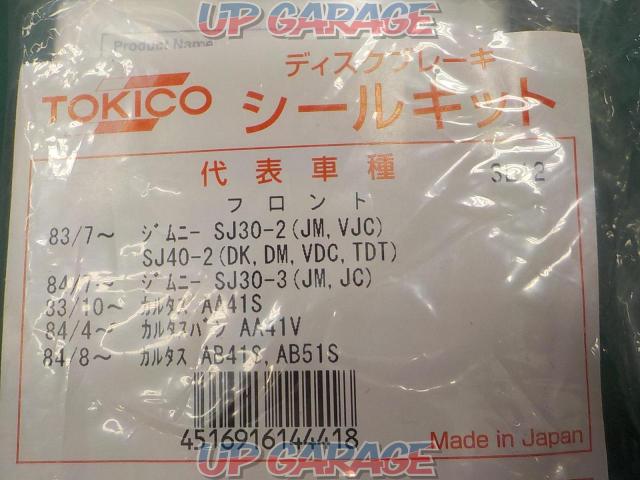 UP GARAGE
Product Name
TOKICO
ディスクブレーキ
シールキット
代表車種
フロント
83/7～ ジムニー SJ30-2(JM,VJC)
SJ40-2(DK,DM,VDC,TDT)
84/7～ ジムニー SJ30-3(JM,JC)
83/10～ カルタス AA41S
84/4～ カルタスバン AA41V
84/8～ カルタス AB41S,AB51S
4516916144418
Made in Japan
UP GARAGE